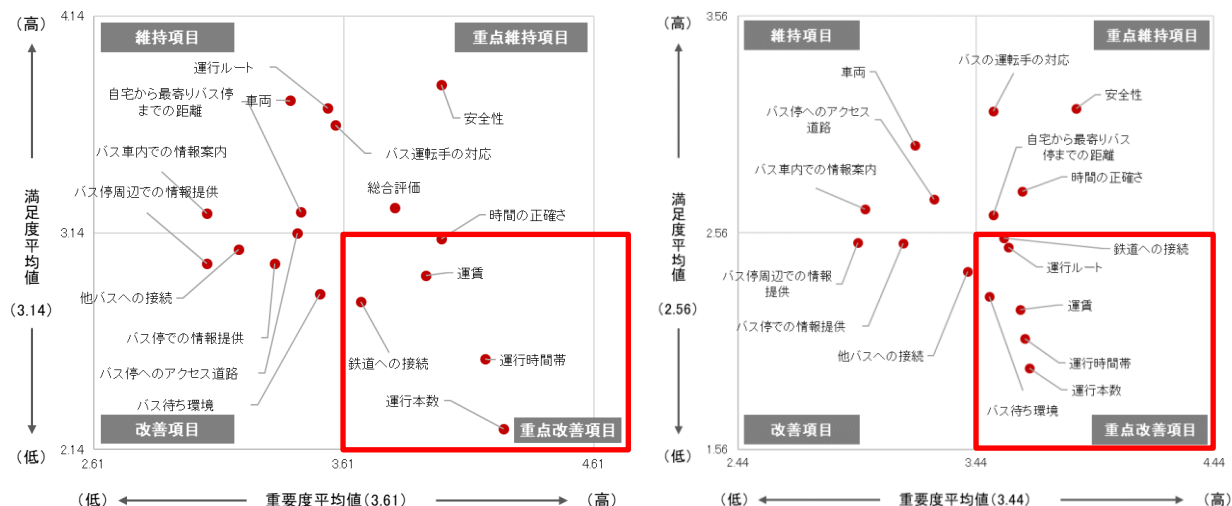 （高）
4.14
維持項目
重点維持項目
運行ルート
自宅から最寄りバス停
までの距離
車両
安全性
バス運転手の対応
バス車内での情報案内
バス停周辺での情報提供
総合評価
時間の正確さ
満足度平均値
(3.14)
3.14
運賃
他バスへの接続
バス停での情報提供
鉄道への接続
運行時間帯
バス停へのアクセス道路
バス待ち環境
運行本数
改善項目
重点改善項目
（低）
2.14
2.61
3.61
4.61
（低）
重要度平均値(3.61)
（高）
（高）
3.56
維持項目
重点維持項目
車両
バスの運転手の対応
安全性
バス停へのアクセス
道路
自宅から最寄りバス
停までの距離
バス車内での情報案内
時間の正確さ
満足度平均値
(2.56)
2.56
鉄道への接続
運行ルート
バス停周辺での情報
提供
運賃
バス停での情報提供
他バスへの接続
運行時間帯
運行本数
バス待ち環境
改善項目
重点改善項目
（低）
1.56
2.44
3.44
4.44
（低）
重要度平均値(3.44)
（高）